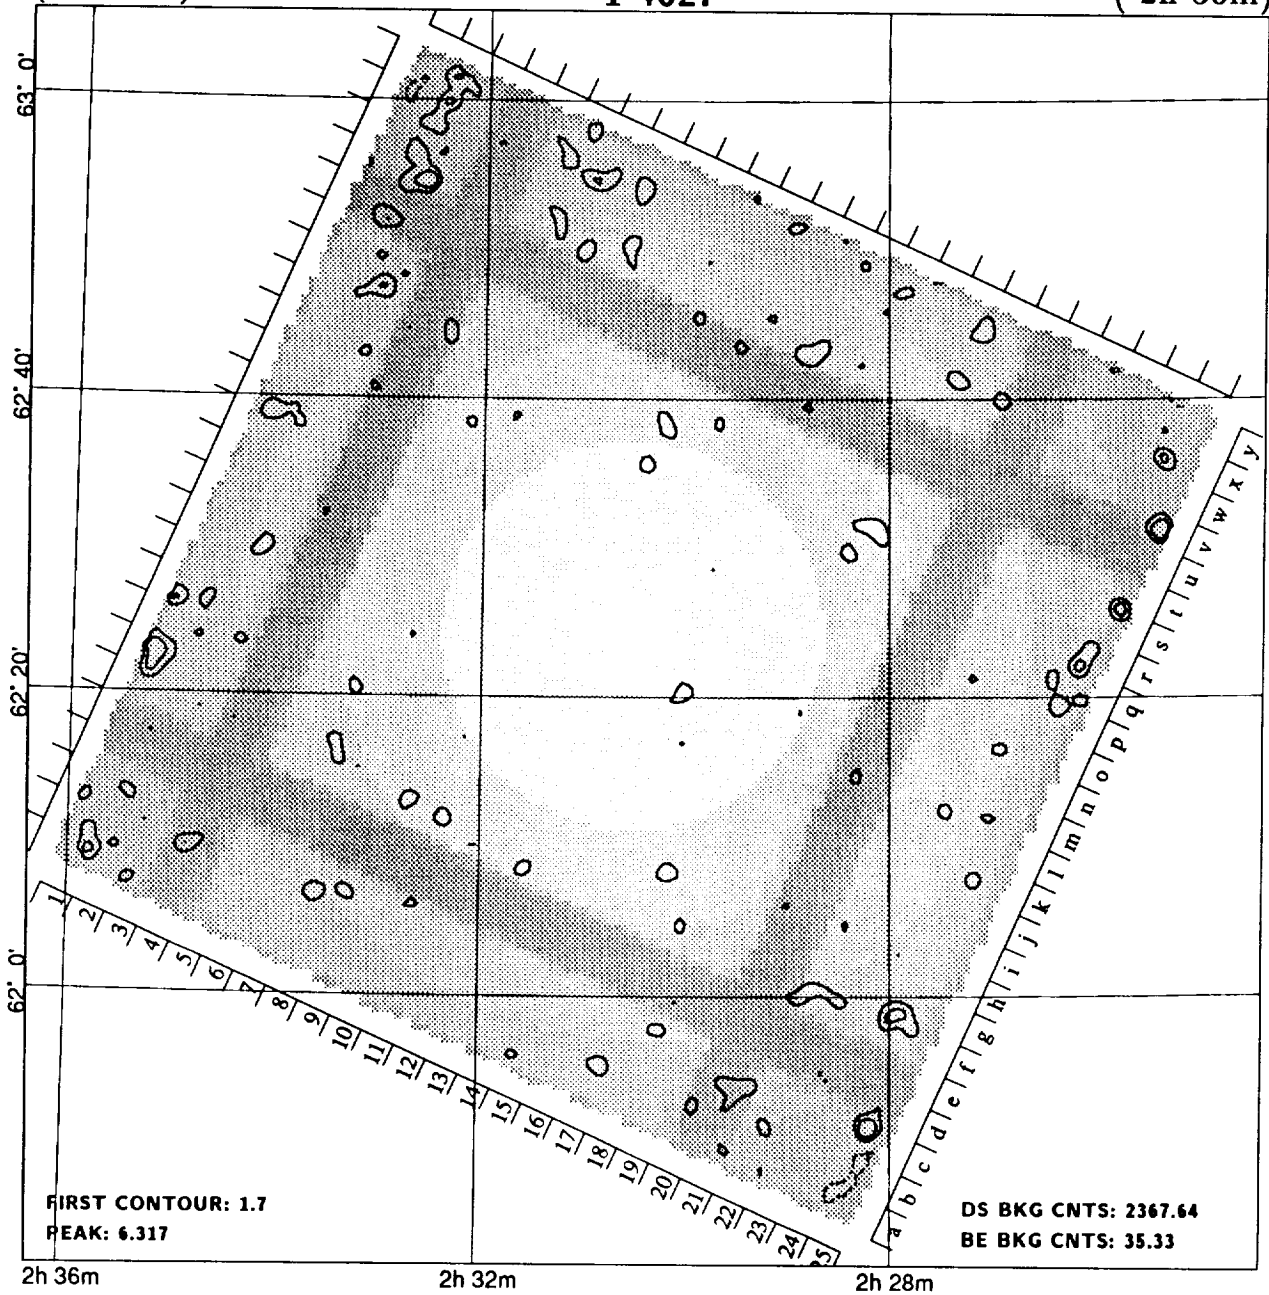 63° 0'
62° 40'
62° 20'
62° 0'
1 2 3 4 5 6 7 8 9 10 11 12 13 14 15 16 17 18 19 20 21 22 23 24 25
a b c d e f g h i j k l m n o p q r s t u v w x y
FIRST CONTOUR: 1.7
PEAK: 6.317
DS BKG CNTS: 2367.64
BE BKG CNTS: 35.33
2h 36m
2h 32m
2h 28m